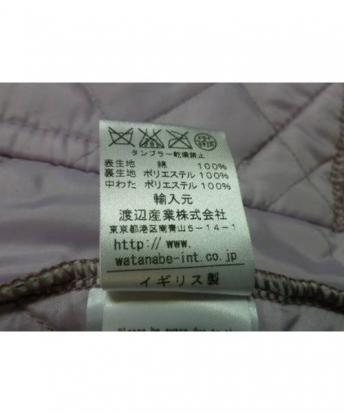 タンブラー乾燥禁止
表生地 綿 100%
裏生地 ポリエステル 100%
中わた ポリエステル 100%
輸入元
渡辺産業株式会社
東京都港区南青山5-14-1
http://www.
watanabe-int.co.jp
イギリス製